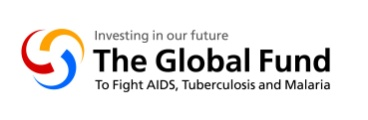 Investing in our future
The Global Fund
To Fight AIDS, Tuberculosis and Malaria